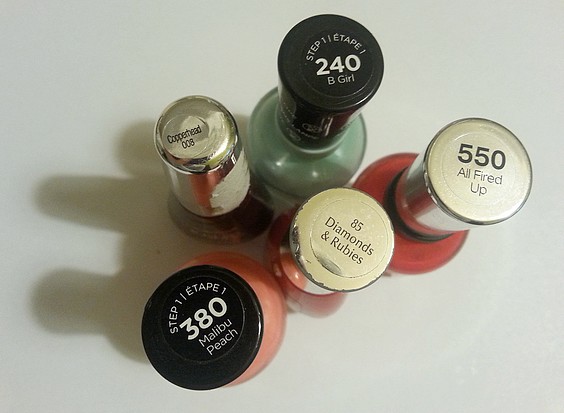 STEP 1 | ÉTAPE 1
240
B Girl
Copperhead
008
550
All Fired
Up
85
Diamonds
& Rubies
STEP 1 | ÉTAPE 1
380
Malibu
Peach